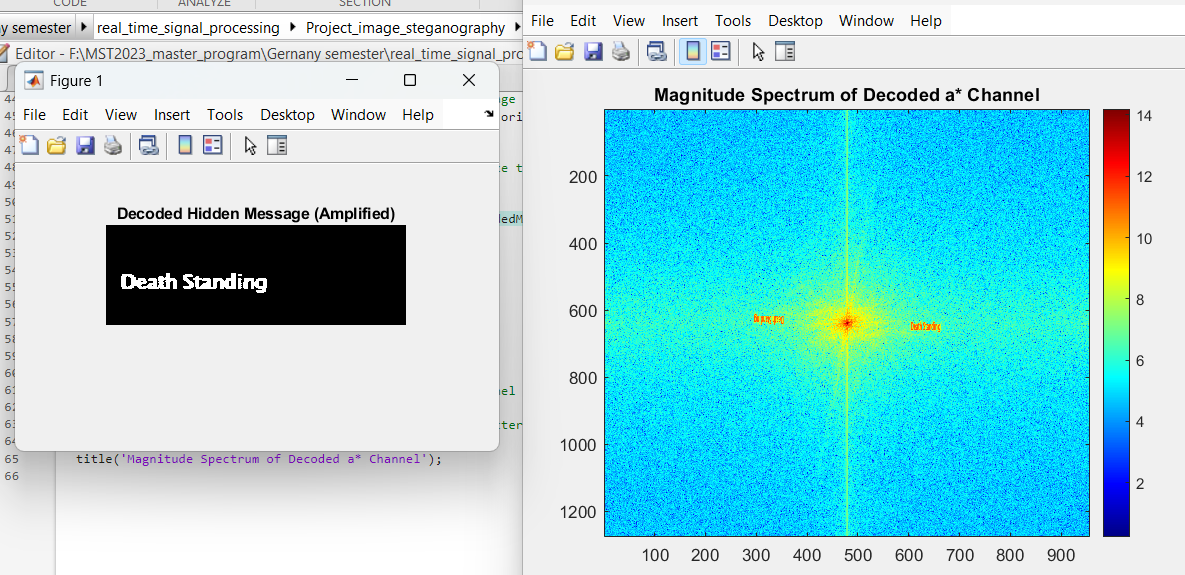 CODE ANALYZE SECTION
semester real_time_signal_processing Project_image_steganography
Editor - F:\MST2023_master_program\Gernany semester\real_time_signal_pro
Figure 1
File Edit View Insert Tools Desktop Window Help
Decoded Hidden Message (Amplified)
Death Standing
65 title('Magnitude Spectrum of Decoded a* Channel');
66
File Edit View Insert Tools Desktop Window Help
Magnitude Spectrum of Decoded a* Channel
200
400
600
800
1000
1200
100 200 300 400 500 600 700 800 900
14
12
10
8
6
4
2